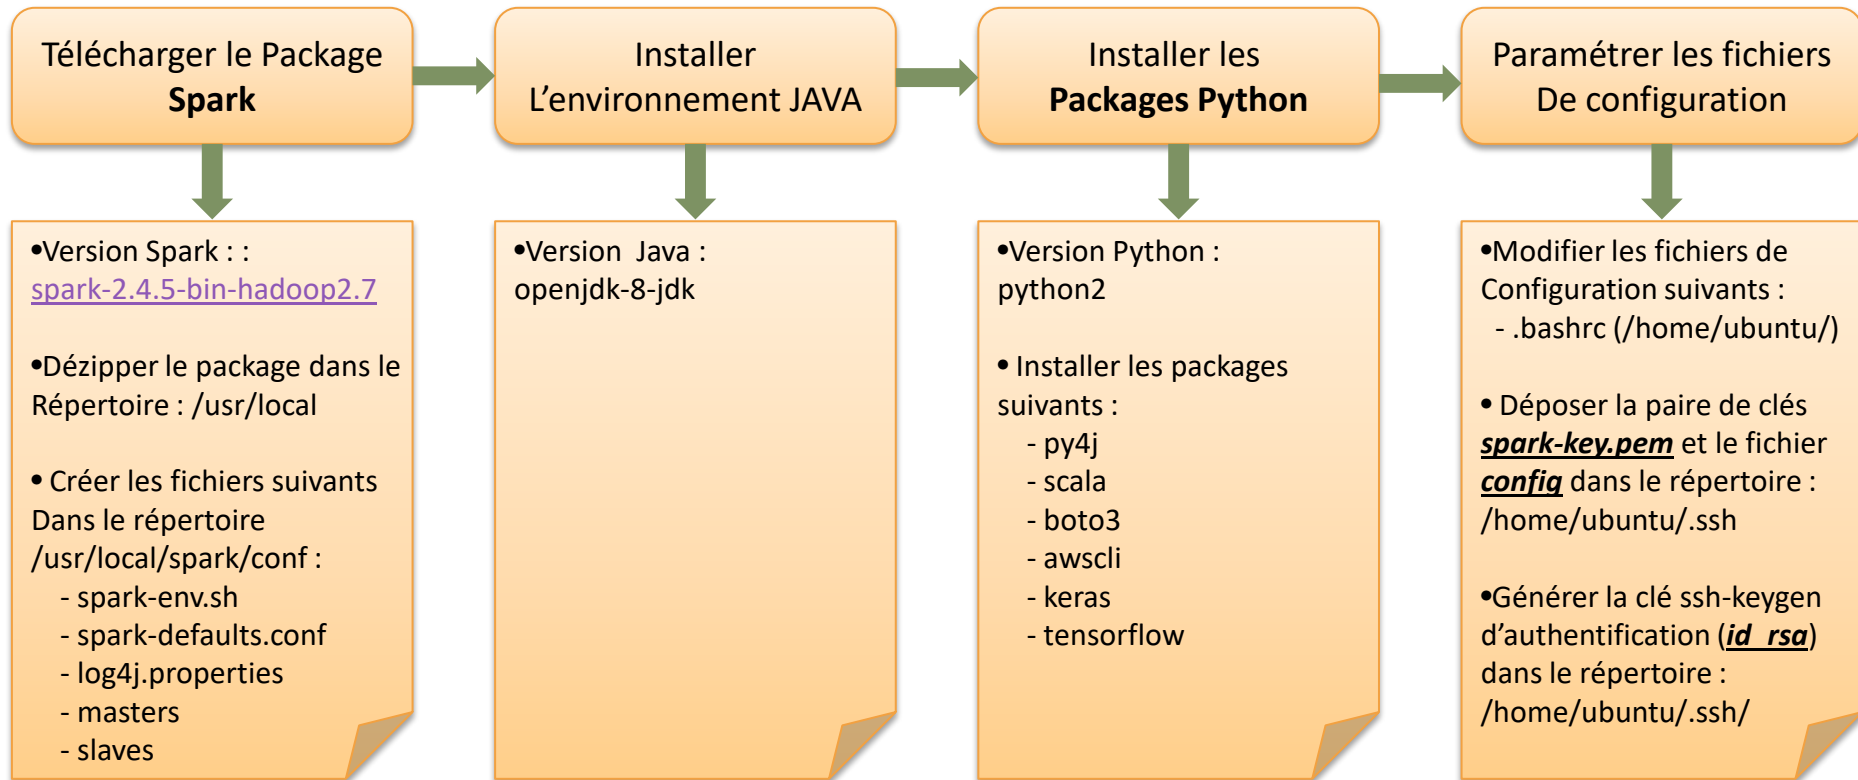 Télécharger le Package
Spark
Installer
L’environnement JAVA
Installer les
Packages Python
Paramétrer les fichiers
De configuration
•Version Spark : :
spark-2.4.5-bin-hadoop2.7
•Dézipper le package dans le
Répertoire : /usr/local
• Créer les fichiers suivants
Dans le répertoire
/usr/local/spark/conf :
- spark-env.sh
- spark-defaults.conf
- log4j.properties
- masters
- slaves
•Version Java :
openjdk-8-jdk
•Version Python :
python2
• Installer les packages
suivants :
- py4j
- scala
- boto3
- awscli
- keras
- tensorflow
•Modifier les fichiers de
Configuration suivants :
- .bashrc (/home/ubuntu/)
• Déposer la paire de clés
spark-key.pem et le fichier
config dans le répertoire :
/home/ubuntu/.ssh
•Générer la clé ssh-keygen
d’authentification (id_rsa)
dans le répertoire :
/home/ubuntu/.ssh/